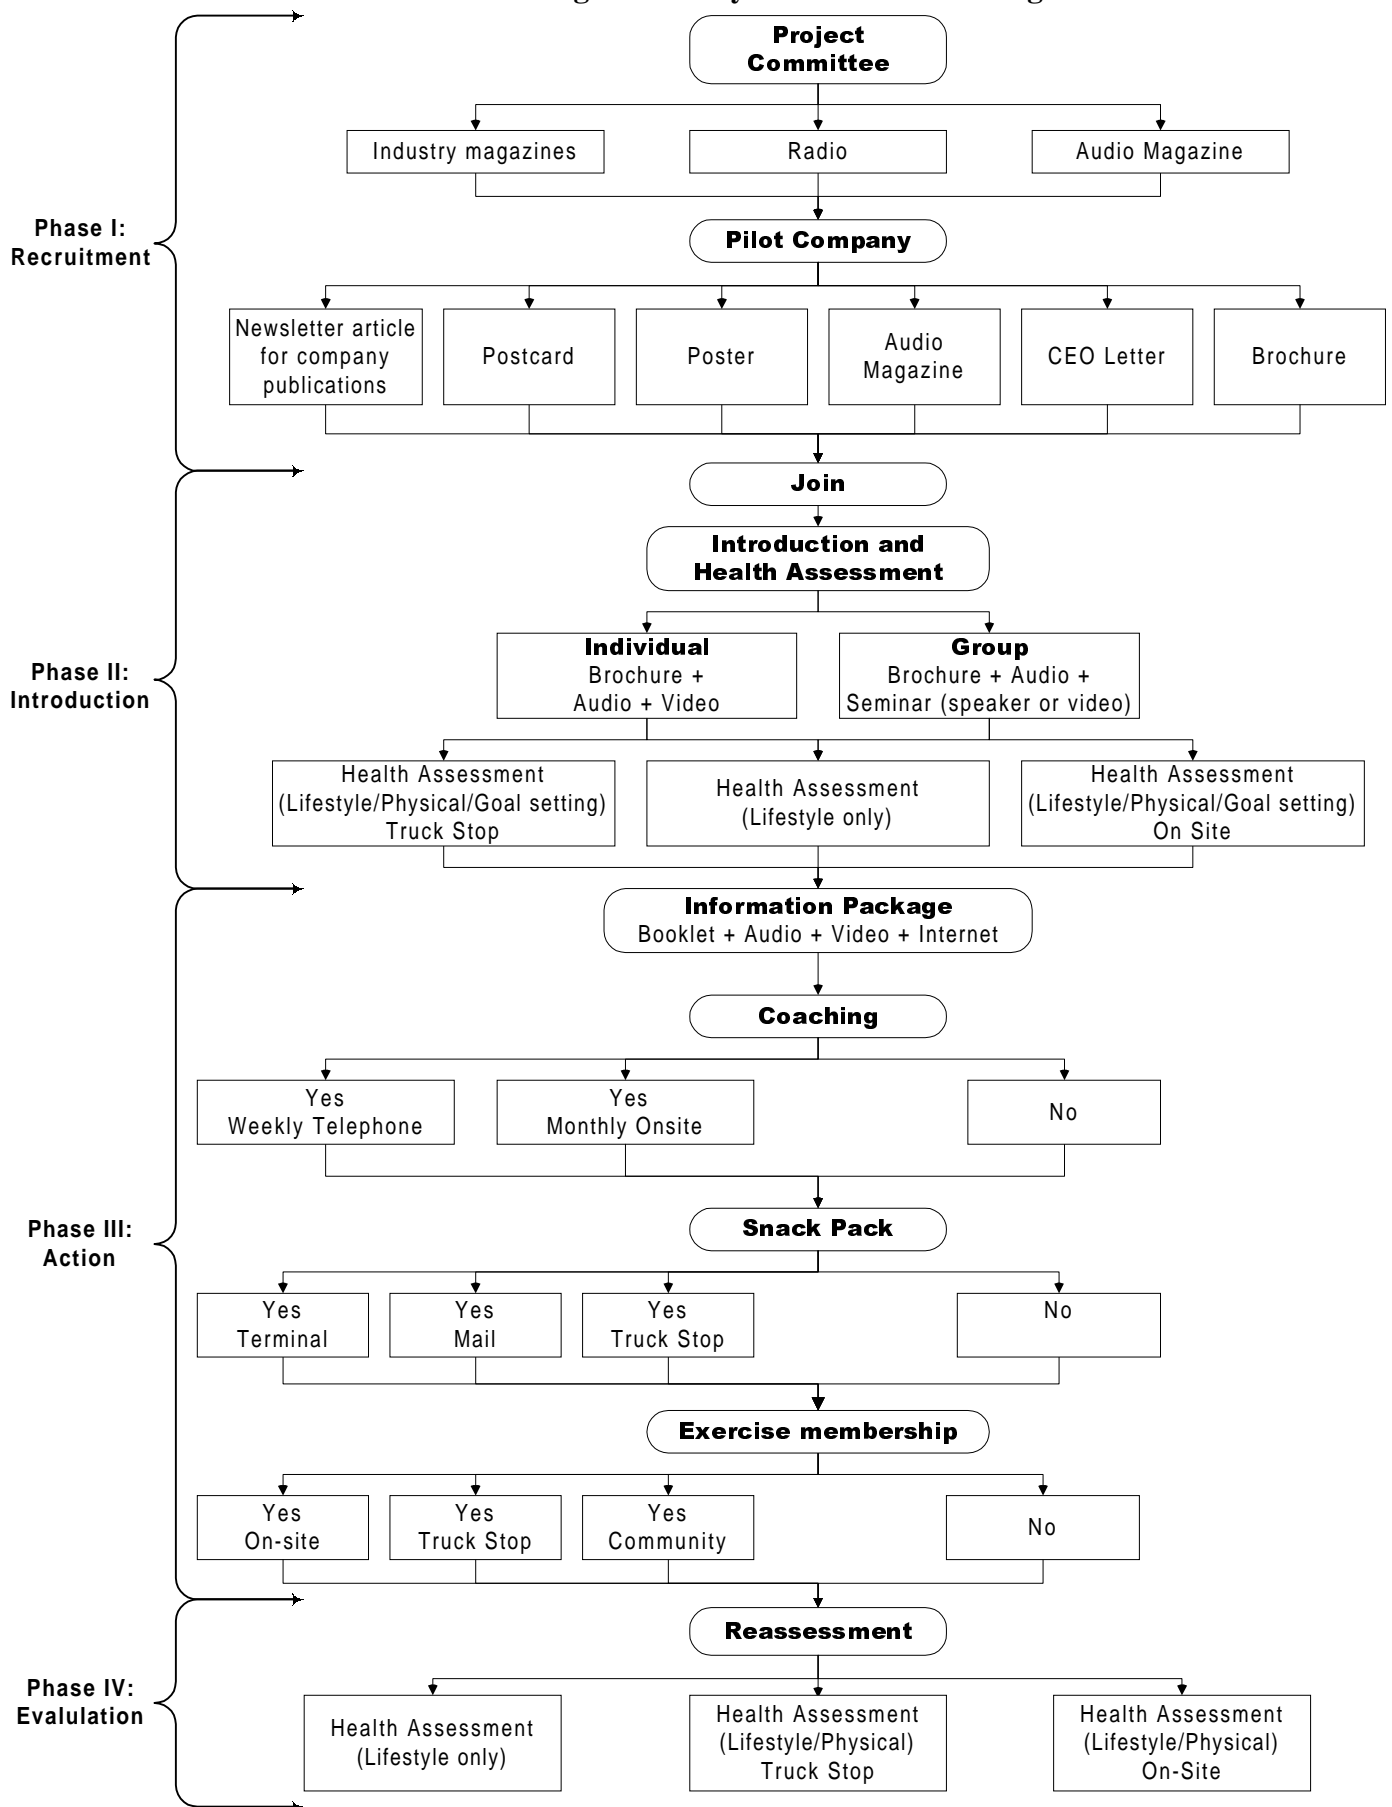 Project
Committee
Industry magazines
Radio
Audio Magazine
Phase I:
Recruitment
Pilot Company
Newsletter article
for company
publications
Postcard
Poster
Audio
Magazine
CEO Letter
Brochure
Join
Introduction and
Health Assessment
Phase II:
Introduction
Individual
Brochure +
Audio + Video
Group
Brochure + Audio +
Seminar (speaker or video)
Health Assessment
(Lifestyle/Physical/Goal setting)
Truck Stop
Health Assessment
(Lifestyle only)
Health Assessment
(Lifestyle/Physical/Goal setting)
On Site
Information Package
Booklet + Audio + Video + Internet
Coaching
Yes
Weekly Telephone
Yes
Monthly Onsite
No
Phase III:
Action
Snack Pack
Yes
Terminal
Yes
Mail
Yes
Truck Stop
No
Exercise membership
Yes
On-site
Yes
Truck Stop
Yes
Community
No
Phase IV:
Evalulation
Reassessment
Health Assessment
(Lifestyle only)
Health Assessment
(Lifestyle/Physical)
Truck Stop
Health Assessment
(Lifestyle/Physical)
On-Site